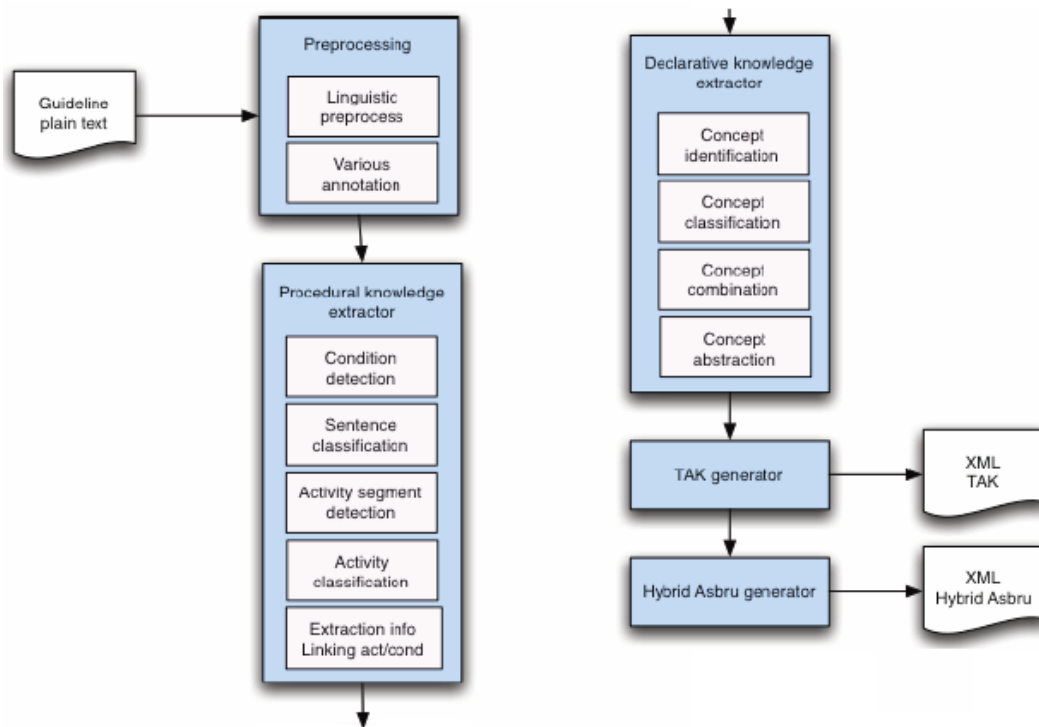 Guideline
plain text
Preprocessing
Linguistic
preprocess
Various
annotation
Procedural knowledge
extractor
Condition
detection
Sentence
classification
Activity segment
detection
Activity
classification
Extraction info
Linking act/cond
Declarative knowledge
extractor
Concept
identification
Concept
classification
Concept
combination
Concept
abstraction
TAK generator
XML
TAK
Hybrid Asbru generator
XML
Hybrid Asbru